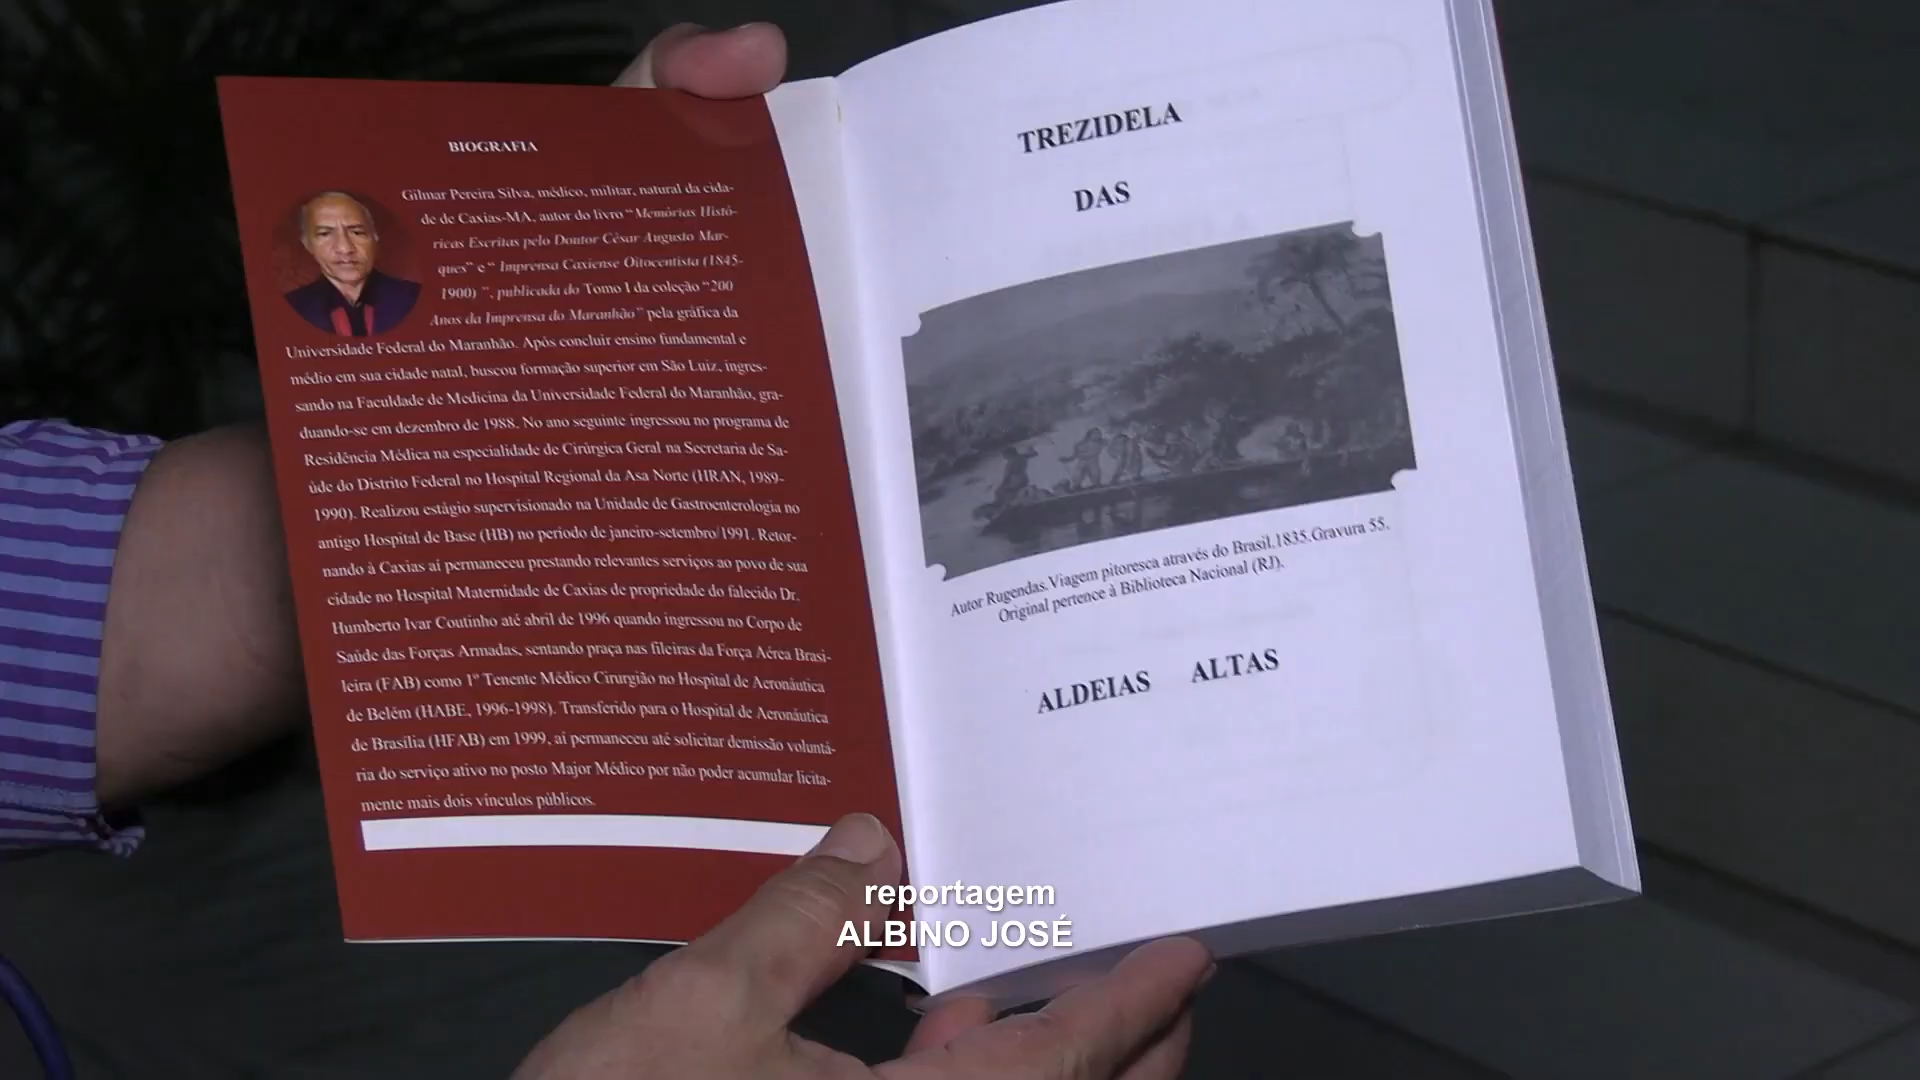 BIOGRAFIA
Gilmar Pereira Silva, médico, militar, natural da cida-
de de Caxias-MA, autor do livro “Memórias Histó-
ricas Escritas pelo Doutor César Augusto Mar-
ques” e “ Imprensa Caxiense Oitocentista (1845-
1900) ”, publicada do Tomo I da coleção “200
Anos da Imprensa do Maranhão” pela gráfica da
Universidade Federal do Maranhão. Após concluir ensino fundamental e
médio em sua cidade natal, buscou formação superior em São Luiz, ingres-
sando na Faculdade de Medicina da Universidade Federal do Maranhão, gra-
duando-se em dezembro de 1988. No ano seguinte ingressou no programa de
Residência Médica na especialidade de Cirúrgica Geral na Secretaria de Sa-
úde do Distrito Federal no Hospital Regional da Asa Norte (HRAN, 1989-
1990). Realizou estágio supervisionado na Unidade de Gastroenterologia no
antigo Hospital de Base (HB) no período de janeiro-setembro/1991. Retor-
nando à Caxias aí permaneceu prestando relevantes serviços ao povo de sua
cidade no Hospital Maternidade de Caxias de propriedade do falecido Dr.
Humberto Ivar Coutinho até abril de 1996 quando ingressou no Corpo de
Saúde das Forças Armadas, sentando praça nas fileiras da Força Aérea Brasi-
leira (FAB) como 1º Tenente Médico Cirurgião no Hospital de Aeronáutica
de Belém (HABE, 1996-1998). Transferido para o Hospital de Aeronáutica
de Brasília (HFAB) em 1999, aí permaneceu até solicitar demissão voluntá-
ria do serviço ativo no posto Major Médico por não poder acumular licita-
mente mais dois vínculos públicos.
TREZIDELA
DAS
Autor Rugendas.Viagem pitoresca através do Brasil.1835.Gravura 55.
Original pertence à Biblioteca Nacional (RJ).
ALDEIAS ALTAS
reportagem
ALBINO JOSÉ